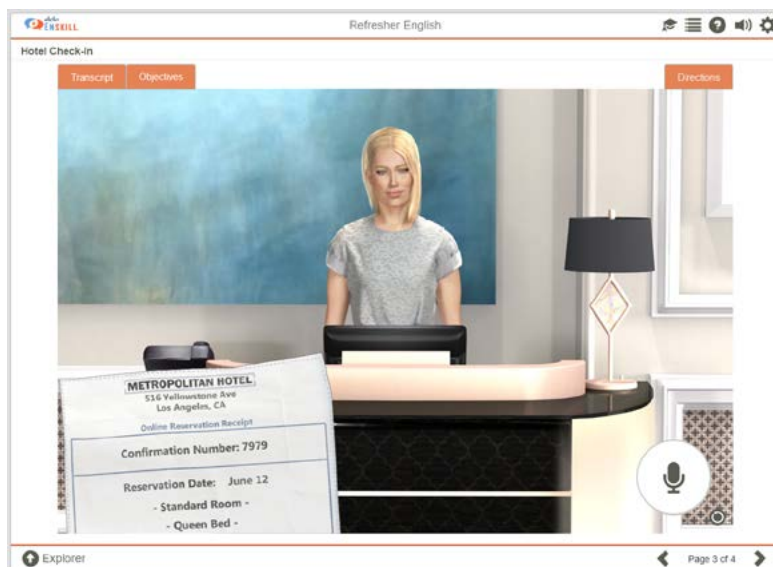 ENSKILL
Refresher English
Hotel Check-in
Transcript
Objectives
Directions
METROPOLITAN HOTEL
516 Yellowstone Ave
Los Angeles, CA
Online Reservation Receipt
Confirmation Number: 7979
Reservation Date: June 12
- Standard Room -
- Queen Bed -
Explorer
Page 3 of 4